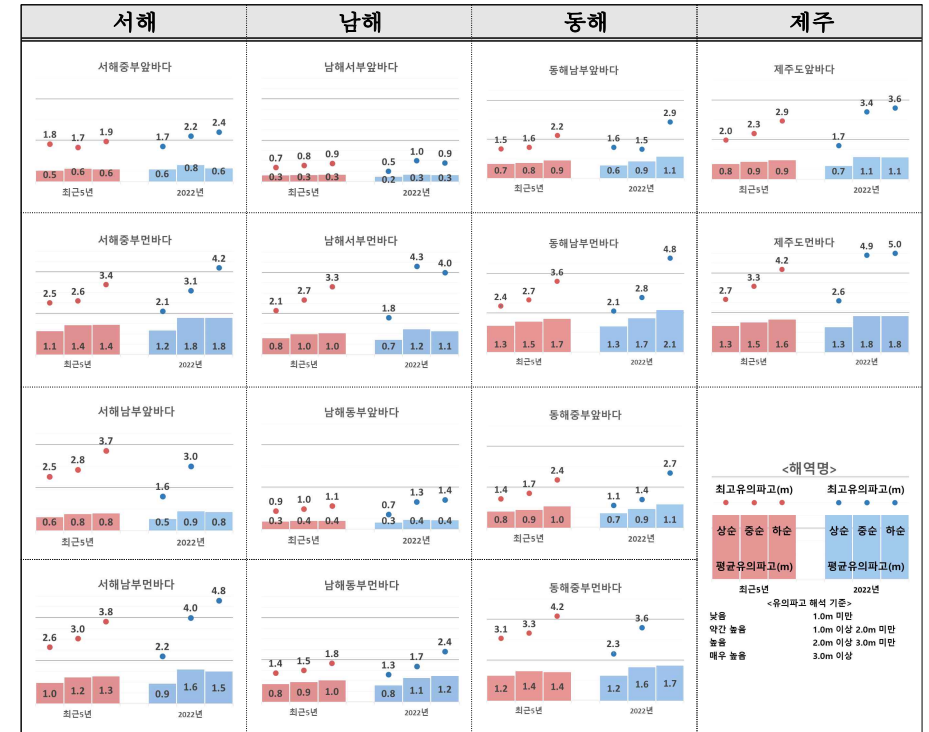 서해 남해 동해 제주
서해중부앞바다
1.8 1.7 1.9 1.7 2.2 2.4
0.5 0.6 0.6 0.6 0.8 0.6
최근5년 2022년
남해서부앞바다
0.7 0.8 0.9 0.5 1.0 0.9
0.3 0.3 0.3 0.2 0.3 0.3
최근5년 2022년
동해남부앞바다
1.5 1.6 2.2 1.6 1.5 2.9
0.7 0.8 0.9 0.6 0.9 1.1
최근5년 2022년
제주도앞바다
2.0 2.3 2.9 1.7 3.4 3.6
0.8 0.9 0.9 0.7 1.1 1.1
최근5년 2022년
서해중부먼바다
2.5 2.6 3.4 2.1 3.1 4.2
1.1 1.4 1.4 1.2 1.8 1.8
최근5년 2022년
남해서부먼바다
2.1 2.7 3.3 1.8 4.3 4.0
0.8 1.0 1.0 0.7 1.2 1.1
최근5년 2022년
동해남부먼바다
2.4 2.7 3.6 2.1 2.8 4.8
1.3 1.5 1.7 1.3 1.7 2.1
최근5년 2022년
제주도먼바다
2.7 3.3 4.2 2.6 4.9 5.0
1.3 1.5 1.6 1.3 1.8 1.8
최근5년 2022년
서해남부앞바다
2.5 2.8 3.7 1.6 3.0
0.6 0.8 0.8 0.5 0.9 0.8
최근5년 2022년
남해동부앞바다
0.9 1.0 1.1 0.7 1.3 1.4
0.3 0.4 0.4 0.3 0.4 0.4
최근5년 2022년
동해중부앞바다
1.4 1.7 2.4 1.1 1.4 2.7
0.8 0.9 1.0 0.7 0.9 1.1
최근5년 2022년
<해역명>
최고유의파고(m) 최고유의파고(m)
상순 중순 하순 상순 중순 하순
평균유의파고(m) 평균유의파고(m)
최근5년 2022년
<유의파고 해석 기준>
낮음 1.0m 미만
약간 높음 1.0m 이상 2.0m 미만
높음 2.0m 이상 3.0m 미만
매우 높음 3.0m 이상
서해남부먼바다
2.6 3.0 3.8 2.2 4.0 4.8
1.0 1.2 1.3 0.9 1.6 1.5
최근5년 2022년
남해동부먼바다
1.4 1.5 1.8 1.3 1.7 2.4
0.8 0.9 1.0 0.8 1.1 1.2
최근5년 2022년
동해중부먼바다
3.1 3.3 4.2 2.3 3.6
1.2 1.4 1.4 1.2 1.6 1.7
최근5년 2022년